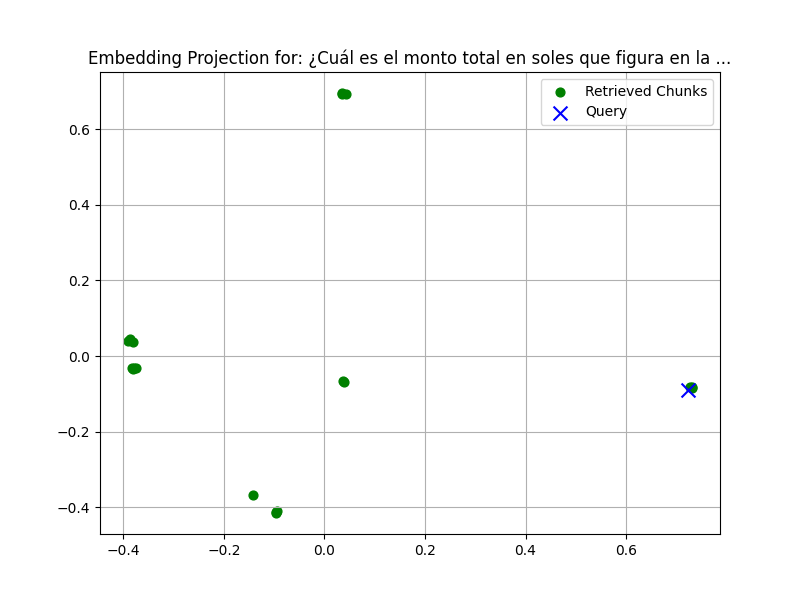 Embedding Projection for: ¿Cuál es el monto total en soles que figura en la ...
Retrieved Chunks
Query
0.6
0.4
0.2
0.0
−0.2
−0.4
−0.4 −0.2 0.0 0.2 0.4 0.6